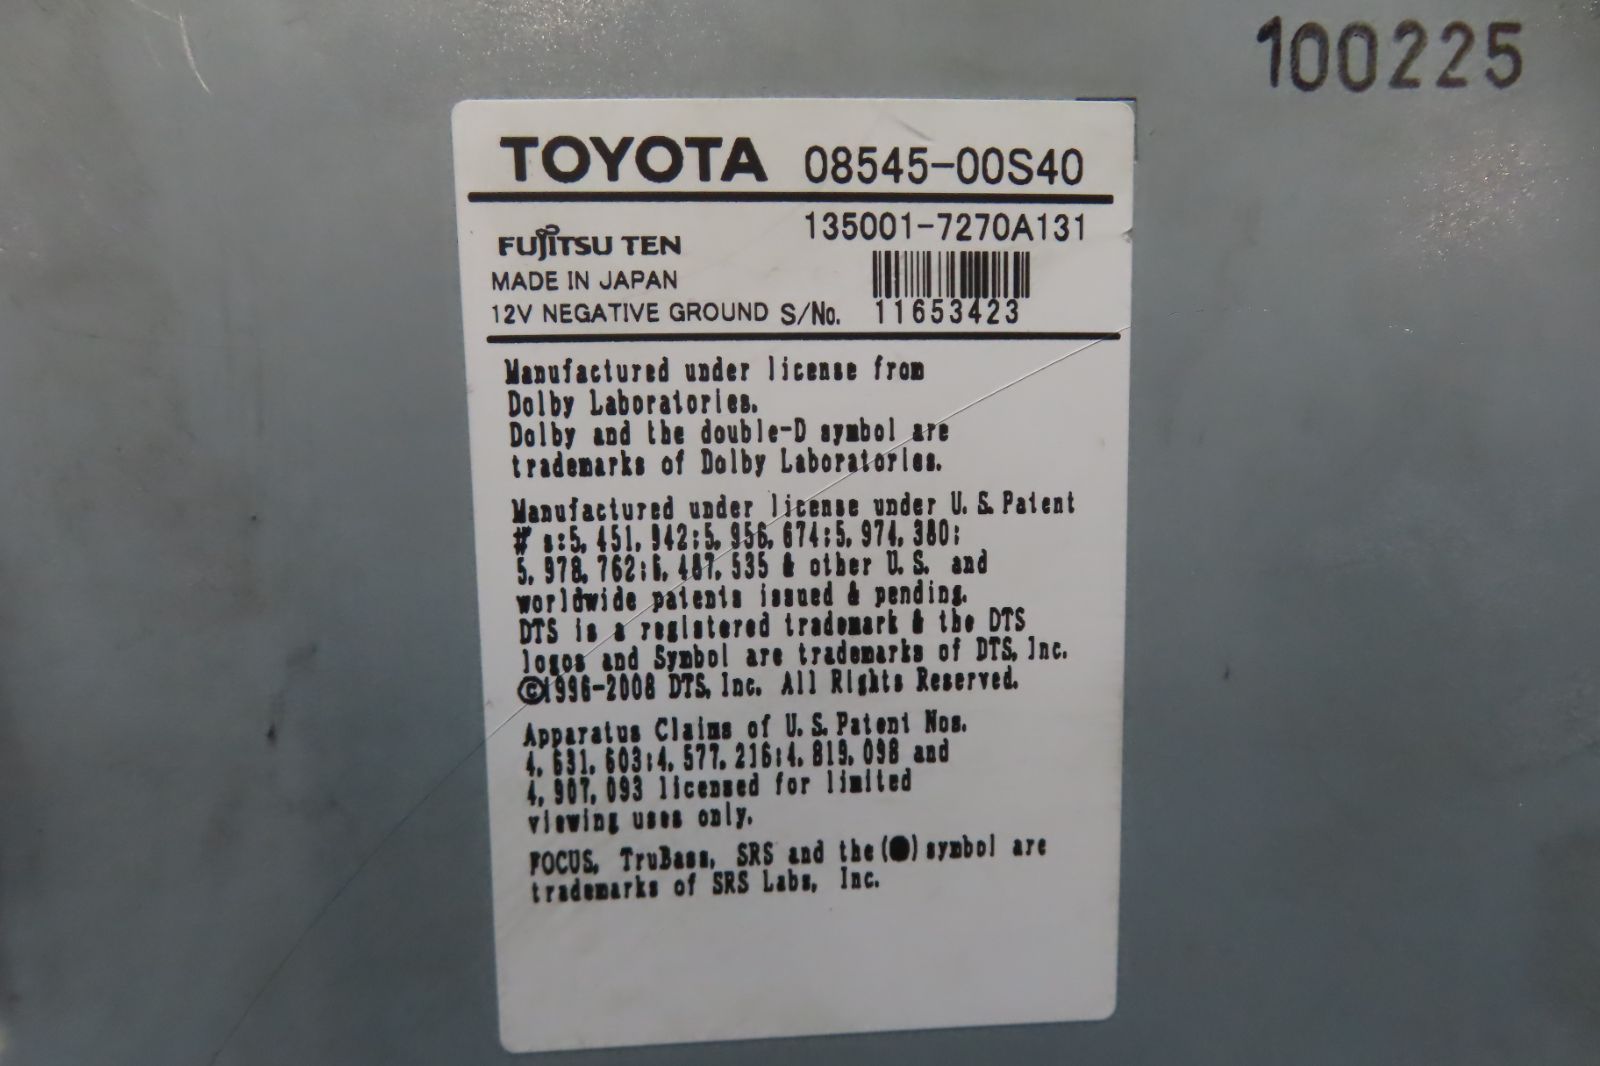 100225
TOYOTA 08545-00S40
135001-7270A131
FUJITSU TEN
MADE IN JAPAN
12V NEGATIVE GROUND S/No. 11653423
Manufactured under license from
Dolby Laboratories.
Dolby and the double-D symbol are
trademarks of Dolby Laboratories.
Manufactured under license under U.S. Patent
#'s:5,451,942;5,956,674;5,974,380;
5,978,762;6,487,535 & other U.S. and
worldwide patents issued & pending.
DTS is a registered trademark & the DTS
logos and Symbol are trademarks of DTS, Inc.
©1996-2008 DTS, Inc. All Rights Reserved.
Apparatus Claims of U.S. Patent Nos.
4,631,603;4,577,216;4,819,098 and
4,907,093 licensed for limited
viewing uses only.
FOCUS, TruBass, SRS and the (●) symbol are
trademarks of SRS Labs, Inc.